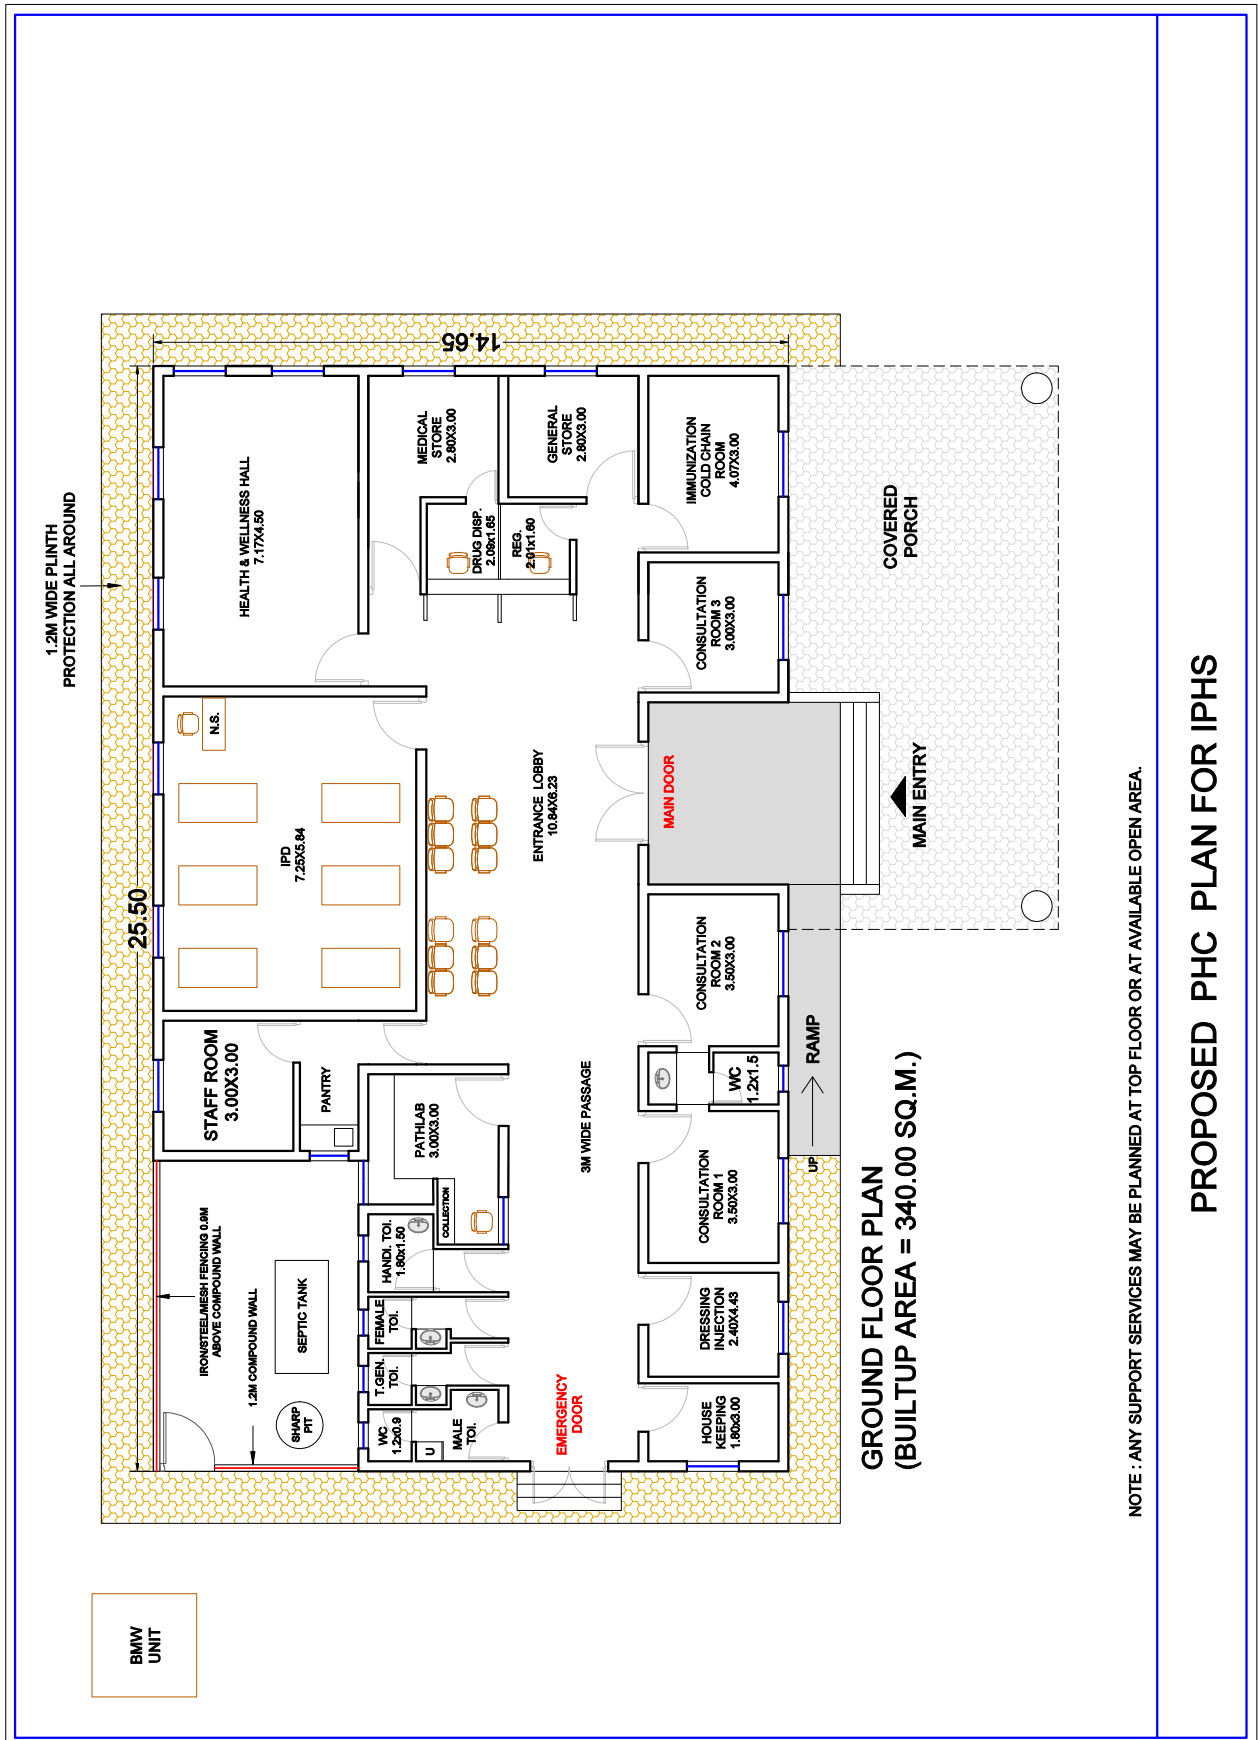 1.2M WIDE PLINTH
PROTECTION ALL AROUND
25.50
14.65
HEALTH & WELLNESS HALL
7.17X4.50
MEDICAL
STORE
2.80X3.00
GENERAL
STORE
2.80X3.00
IMMUNIZATION
COLD CHAIN
ROOM
4.07X3.00
DRUG DISP.
2.09x1.65
REG.
2.01x1.60
CONSULTATION
ROOM 3
3.00X3.00
COVERED
PORCH
N.S.
IPD
7.25X5.84
ENTRANCE LOBBY
10.84X6.23
MAIN DOOR
MAIN ENTRY
STAFF ROOM
3.00X3.00
PANTRY
PATHLAB
3.00X3.00
COLLECTION
3M WIDE PASSAGE
CONSULTATION
ROOM 2
3.50X3.00
WC
1.2x1.5
RAMP
UP
CONSULTATION
ROOM 1
3.50X3.00
IRON/STEEL/MESH FENCING 0.9M
ABOVE COMPOUND WALL
1.2M COMPOUND WALL
SEPTIC TANK
SHARP
PIT
HANDI. TOI.
1.80x1.50
FEMALE
TOI.
T.GEN.
TOI.
WC
1.2x0.9
U
MALE
TOI.
EMERGENCY
DOOR
DRESSING
INJECTION
2.40X4.43
HOUSE
KEEPING
1.80x3.00
GROUND FLOOR PLAN
(BUILTUP AREA = 340.00 SQ.M.)
BMW
UNIT
NOTE : ANY SUPPORT SERVICES MAY BE PLANNED AT TOP FLOOR OR AT AVAILABLE OPEN AREA.
PROPOSED PHC PLAN FOR IPHS